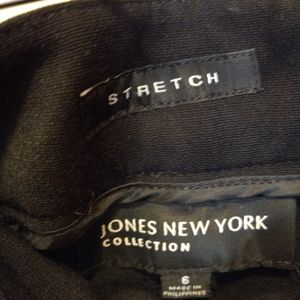 STRETCH
JONES NEW YORK
COLLECTION
6
MADE IN
PHILIPPINES